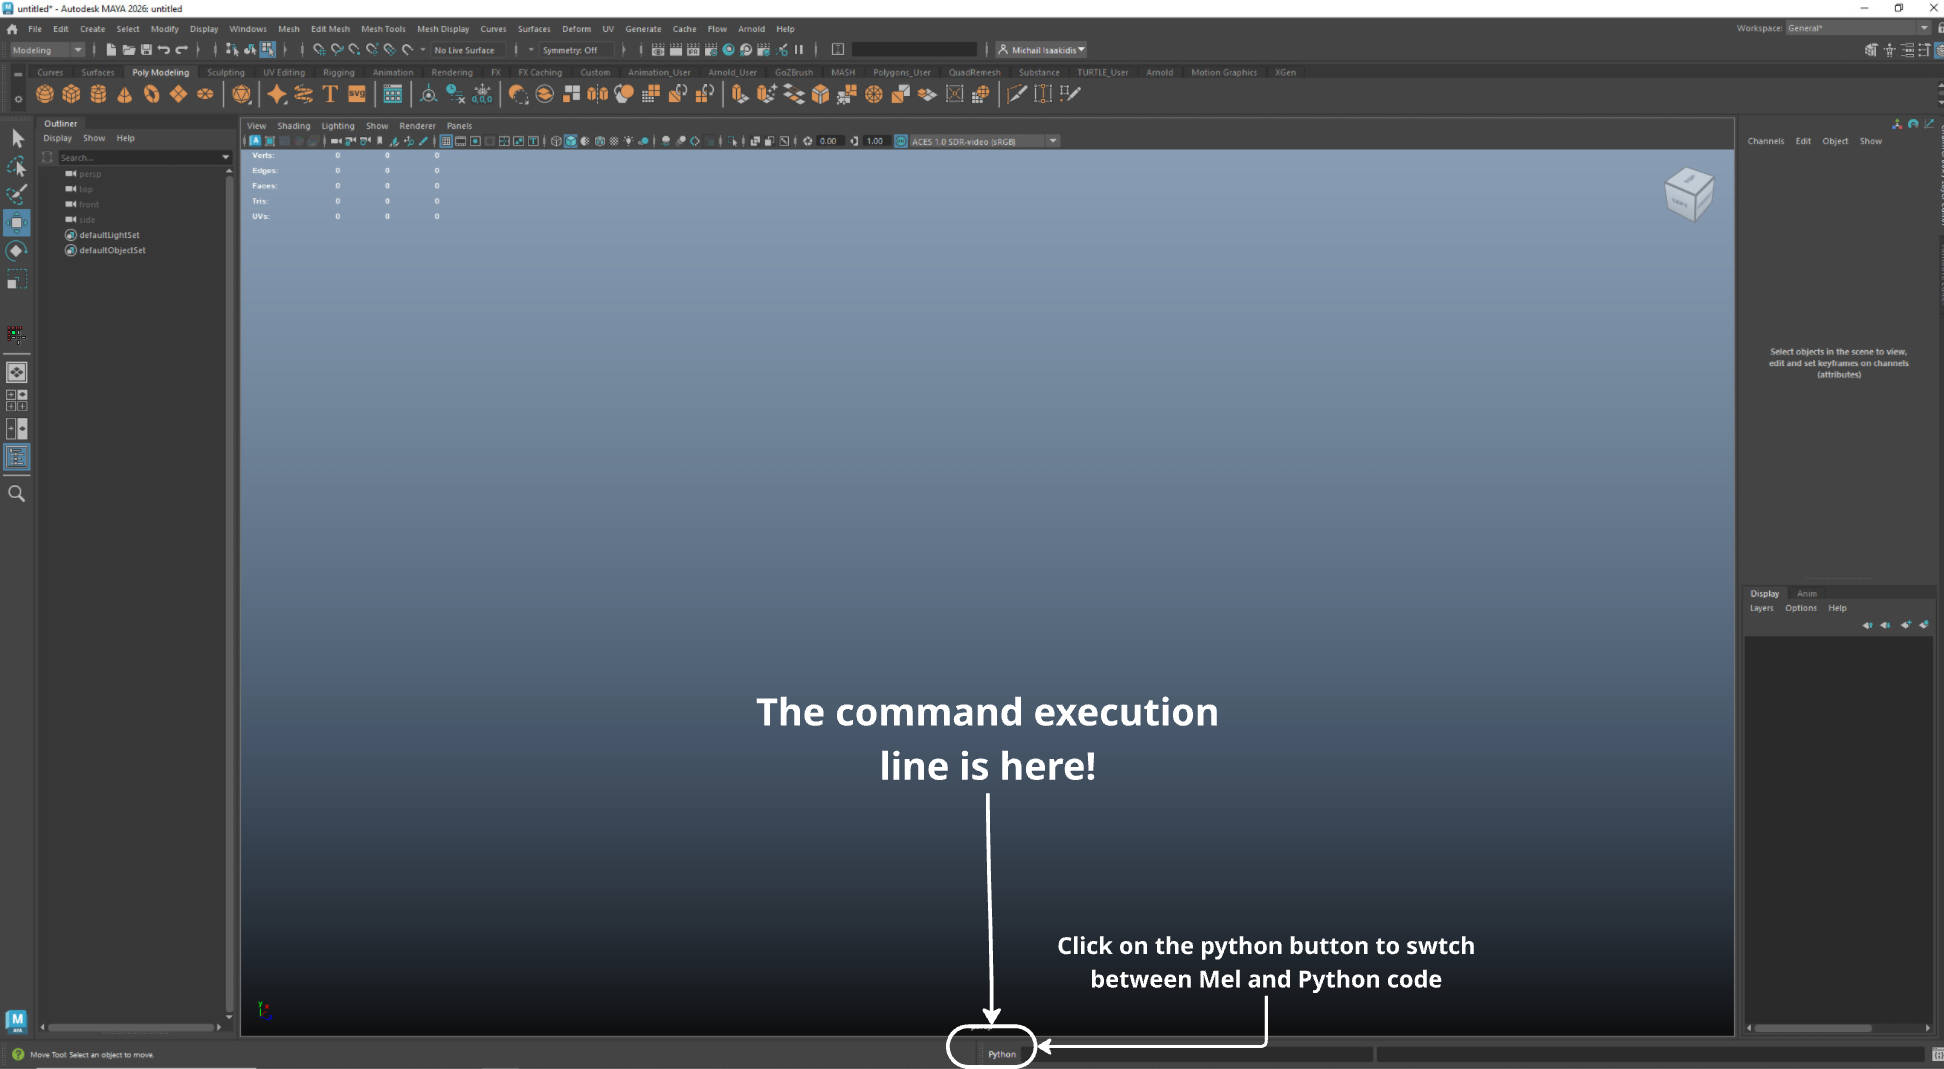 untitled* - Autodesk MAYA 2026: untitled
File Edit Create Select Modify Display Windows Mesh Edit Mesh Mesh Tools Mesh Display Curves Surfaces Deform UV Generate Cache Flow Arnold Help
Workspace: General*
Modeling No Live Surface Symmetry: Off Michail Isaakidis
Curves Surfaces Poly Modeling Sculpting UV Editing Rigging Animation Rendering FX FX Caching Custom Animation_User Arnold_User GoZBrush MASH Polygons_User QuadRemesh Substance TURTLE_User Arnold Motion Graphics XGen
T SVG 0,0,0
Outliner
Display Show Help
Search...
persp
top
front
side
defaultLightSet
defaultObjectSet
View Shading Lighting Show Renderer Panels
0.00 1.00 ACES 1.0 SDR-video (sRGB)
Verts: 0 0 0
Edges: 0 0 0
Faces: 0 0 0
Tris: 0 0 0
UVs: 0 0 0
Channels Edit Object Show
Select objects in the scene to view,
edit and set keyframes on channels
(attributes)
Display Anim
Layers Options Help
The command execution
line is here!
Click on the python button to swtch
between Mel and Python code
Y
M
Move Tool: Select an object to move.
Python